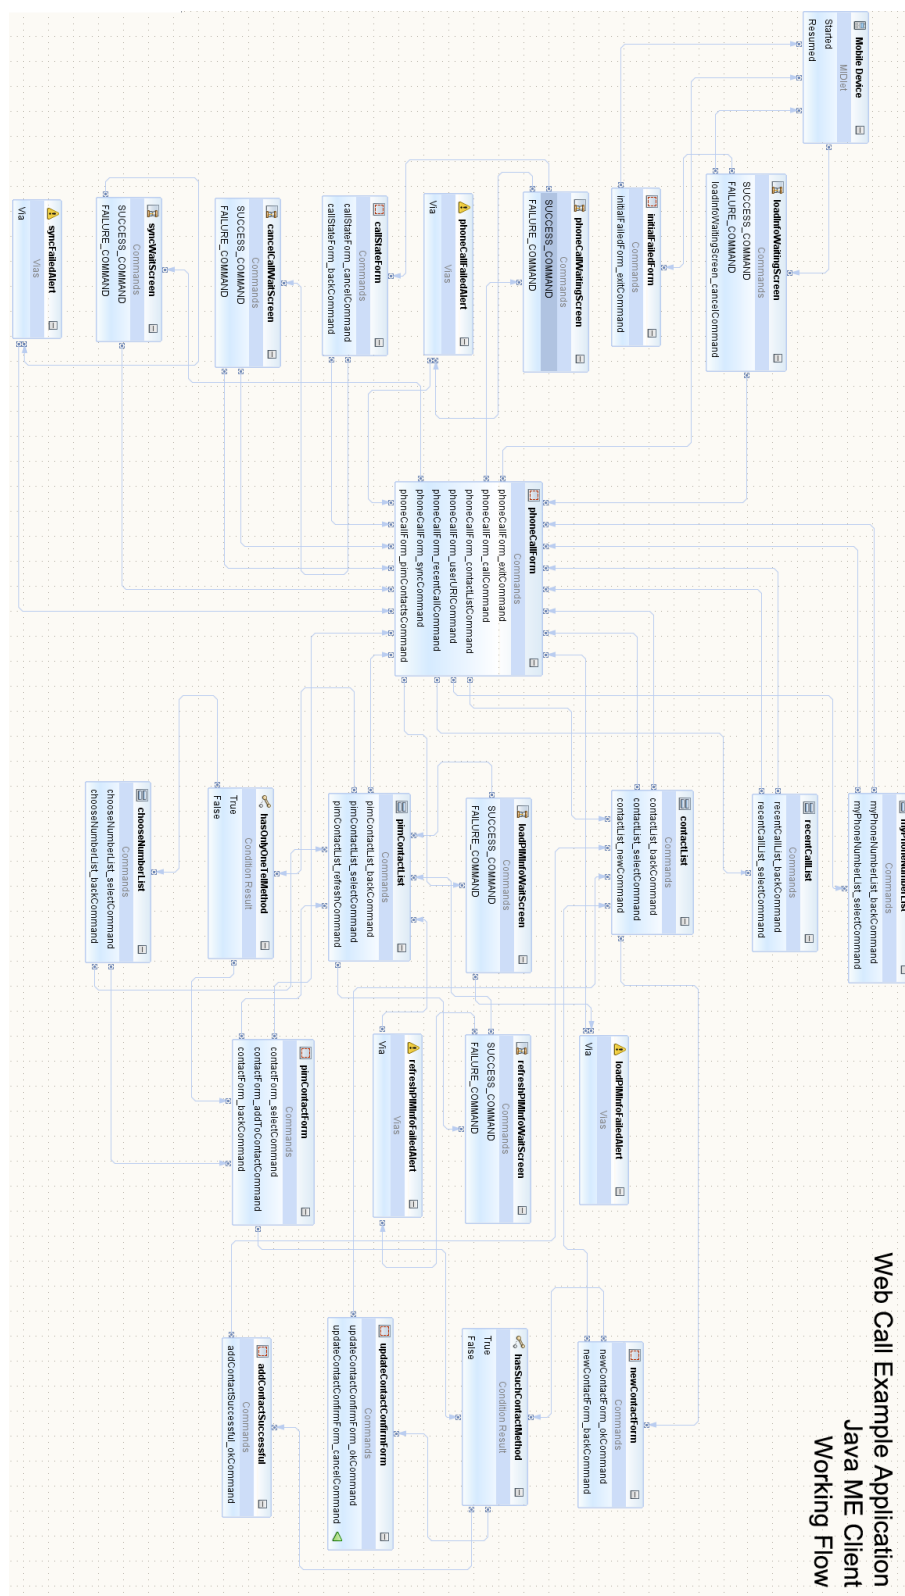 Web Call Example Application
Java ME Client
Working Flow
Mobile Device
MIDlet
Started
Resumed
loadInfoWaitingScreen
Commands
SUCCESS_COMMAND
FAILURE_COMMAND
loadInfoWaitingScreen_cancelCommand
initialFailedForm
Commands
initialFailedForm_exitCommand
phoneCallWaitingScreen
Commands
SUCCESS_COMMAND
FAILURE_COMMAND
phoneCallFailedAlert
Vias
Via
callStateForm
Commands
callStateForm_cancelCommand
callStateForm_backCommand
cancelCallWaitScreen
Commands
SUCCESS_COMMAND
FAILURE_COMMAND
syncWaitScreen
Commands
SUCCESS_COMMAND
FAILURE_COMMAND
syncFailedAlert
Vias
Via
phoneCallForm
Commands
phoneCallForm_exitCommand
phoneCallForm_callCommand
phoneCallForm_contactListCommand
phoneCallForm_userURICommand
phoneCallForm_recentCallCommand
phoneCallForm_syncCommand
phoneCallForm_pimContactsCommand
myPhoneNumberList
Commands
myPhoneNumberList_backCommand
myPhoneNumberList_selectCommand
recentCallList
Commands
recentCallList_backCommand
recentCallList_selectCommand
contactList
Commands
contactList_backCommand
contactList_selectCommand
contactList_newCommand
loadPIMInfoWaitScreen
Commands
SUCCESS_COMMAND
FAILURE_COMMAND
pimContactList
Commands
pimContactList_backCommand
pimContactList_selectCommand
pimContactList_refreshCommand
hasOnlyOneTelMethod
Condition Result
True
False
chooseNumberList
Commands
chooseNumberList_selectCommand
chooseNumberList_backCommand
loadPIMInfoFailedAlert
Vias
Via
refreshPIMInfoWaitScreen
Commands
SUCCESS_COMMAND
FAILURE_COMMAND
refreshPIMInfoFailedAlert
Vias
Via
pimContactForm
Commands
contactForm_selectCommand
contactForm_addToContactCommand
contactForm_backCommand
newContactForm
Commands
newContactForm_okCommand
newContactForm_backCommand
hasSuchContactMethod
Condition Result
True
False
updateContactConfirmForm
Commands
updateContactConfirmForm_okCommand
updateContactConfirmForm_cancelCommand
addContactSuccessful
Commands
addContactSuccessful_okCommand